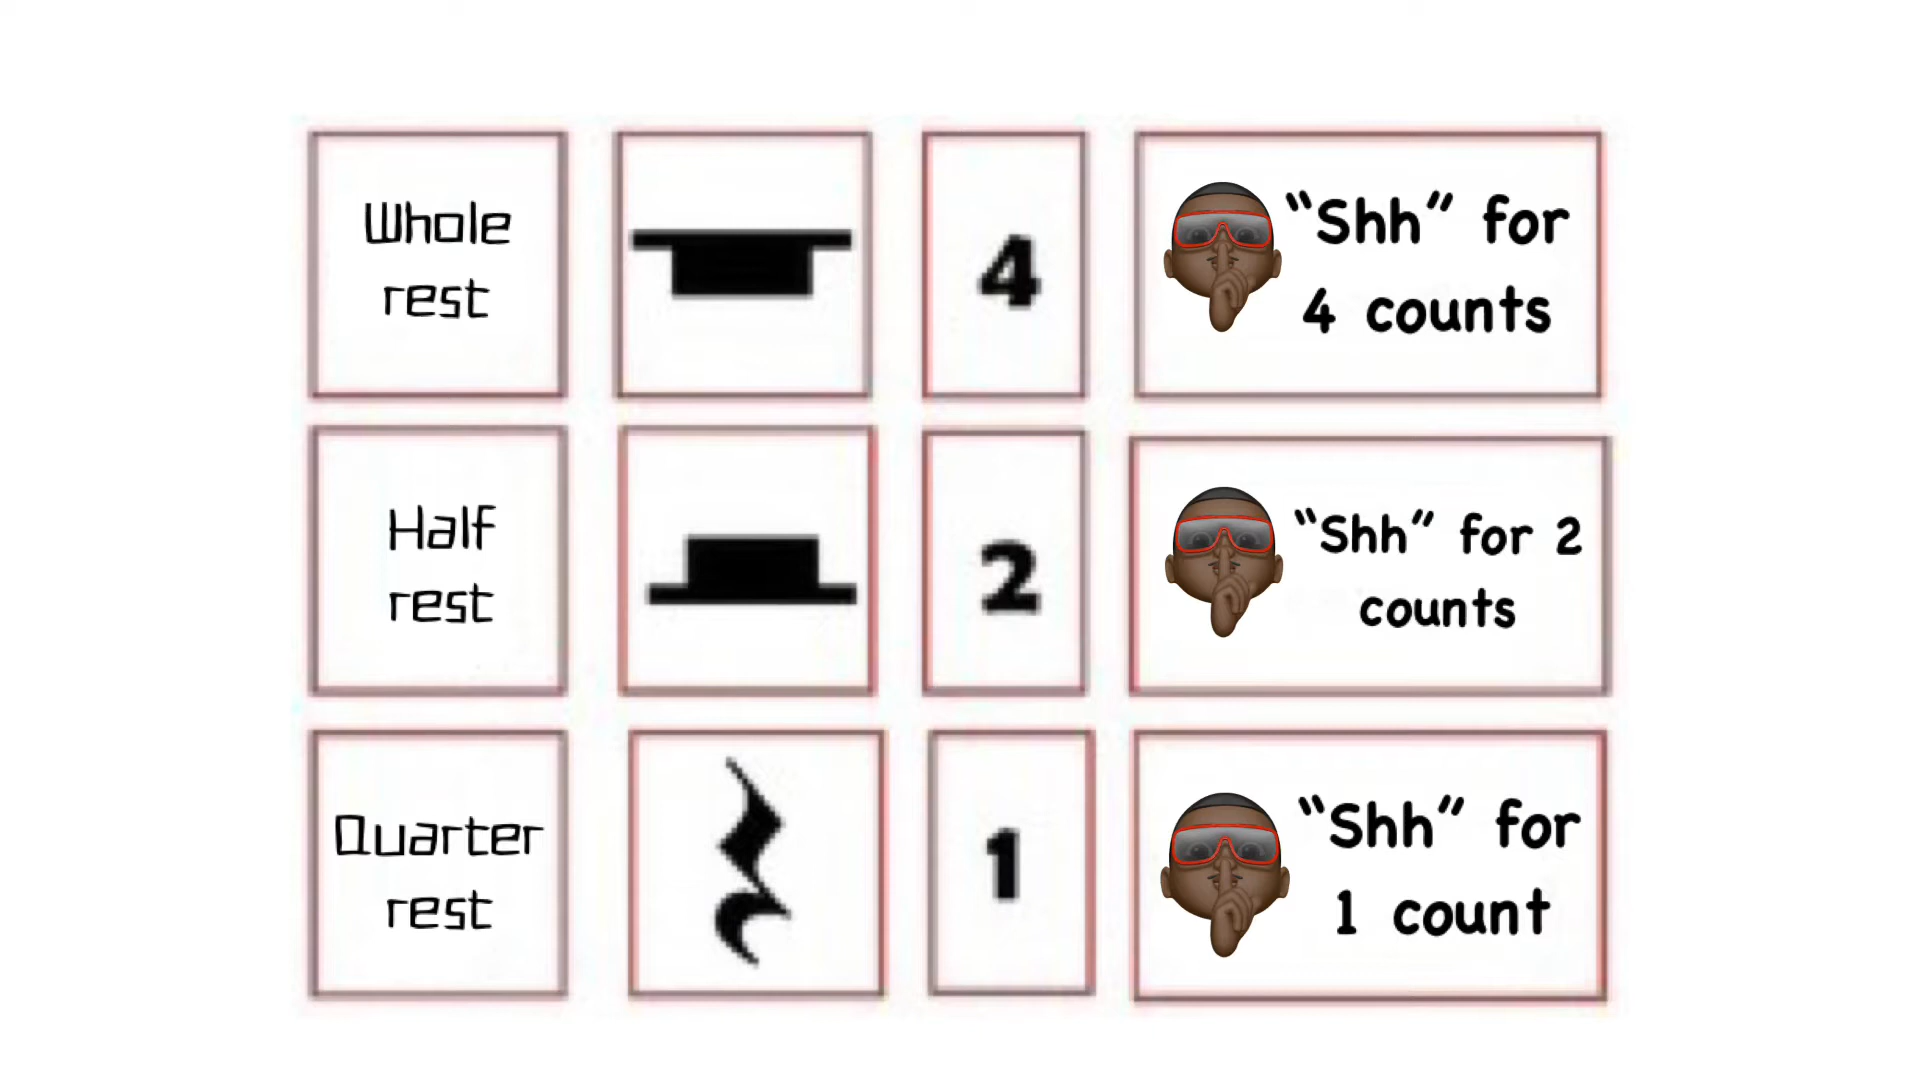 Whole
rest
4
“Shh” for
4 counts
Half
rest
2
“Shh” for 2
counts
Quarter
rest
1
“Shh” for
1 count